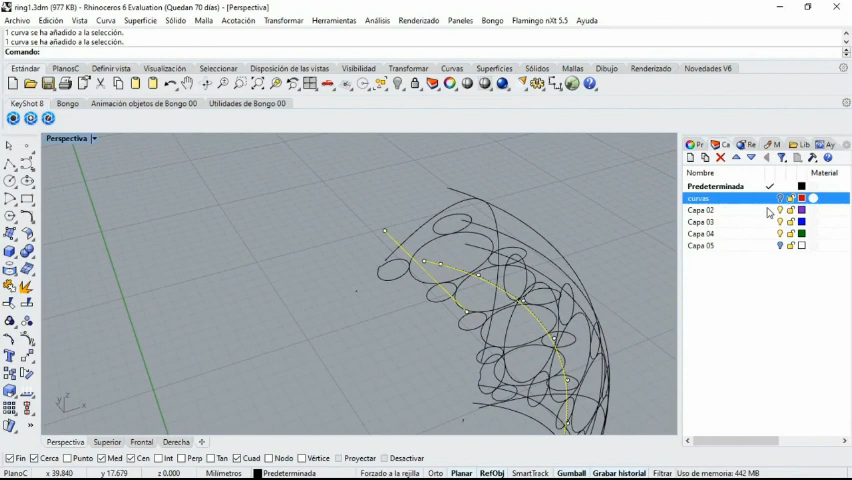 ring1.3dm (977 KB) - Rhinoceros 6 Evaluation (Quedan 70 días) - [Perspectiva]
Archivo Edición Vista Curva Superficie Sólido Malla Acotación Transformar Herramientas Análisis Renderizado Paneles Bongo Flamingo nXt 5.5 Ayuda
1 curva se ha añadido a la selección.
1 curva se ha añadido a la selección.
Comando:
Estándar PlanosC Definir vista Visualización Seleccionar Disposición de las vistas Visibilidad Transformar Curvas Superficies Sólidos Mallas Acotaciones Dibujo Renderizado Novedades V6
KeyShot 8 Bongo Animación objetos de Bongo 00 Utilidades de Bongo 00
Perspectiva
Pr Ca Re M Lib Ay
Nombre Material
Predeterminada
curvas
Capa 02
Capa 03
Capa 04
Capa 05
z
x
Perspectiva Superior Frontal Derecha
Fin Cerca Punto Med Cen Int Perp Tan Cuad Nodo Vértice Proyectar Desactivar
PlanoC x 39.840 y 17.679 z 0.000 Milímetros Predeterminada Forzado a la rejilla Orto Planar RefObj SmartTrack Gumball Grabar historial Filtrar Uso de memoria: 442 MB